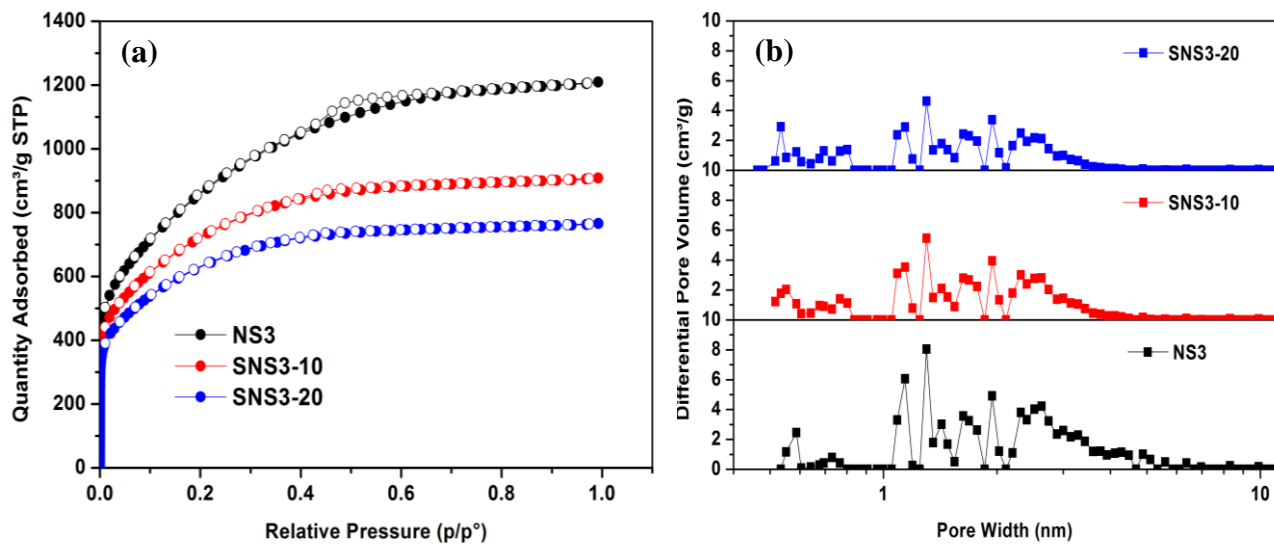 (a)
Quantity Adsorbed (cm³/g STP)
1400
1200
1000
800
600
400
200
0
NS3
SNS3-10
SNS3-20
0.0 0.2 0.4 0.6 0.8 1.0
Relative Pressure (p/p°)
(b)
Differential Pore Volume (cm³/g)
10
8
6
4
2
SNS3-20
10
8
6
4
2
SNS3-10
10
8
6
4
2
0
NS3
1 10
Pore Width (nm)